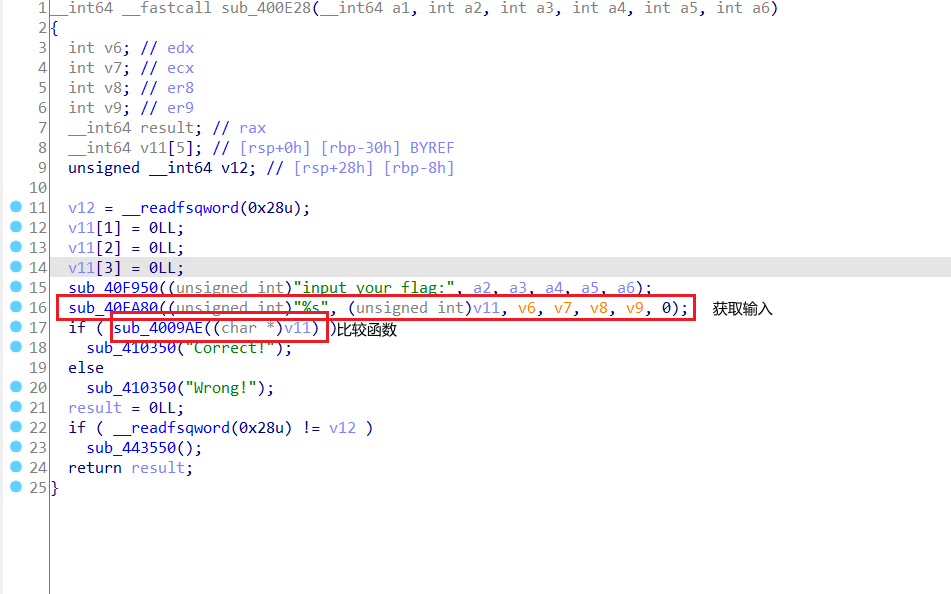 1 __int64 __fastcall sub_400E28(__int64 a1, int a2, int a3, int a4, int a5, int a6)
2 {
3 int v6; // edx
4 int v7; // ecx
5 int v8; // er8
6 int v9; // er9
7 __int64 result; // rax
8 __int64 v11[5]; // [rsp+0h] [rbp-30h] BYREF
9 unsigned __int64 v12; // [rsp+28h] [rbp-8h]
10
11 v12 = __readfsqword(0x28u);
12 v11[1] = 0LL;
13 v11[2] = 0LL;
14 v11[3] = 0LL;
15 sub_40F950((unsigned int)"input your flag:", a2, a3, a4, a5, a6);
16 sub_40FA80((unsigned int)"%s", (unsigned int)v11, v6, v7, v8, v9, 0); 获取输入
17 if ( sub_4009AE((char *)v11) ) 比较函数
18 sub_410350("Correct!");
19 else
20 sub_410350("Wrong!");
21 result = 0LL;
22 if ( __readfsqword(0x28u) != v12 )
23 sub_443550();
24 return result;
25 }